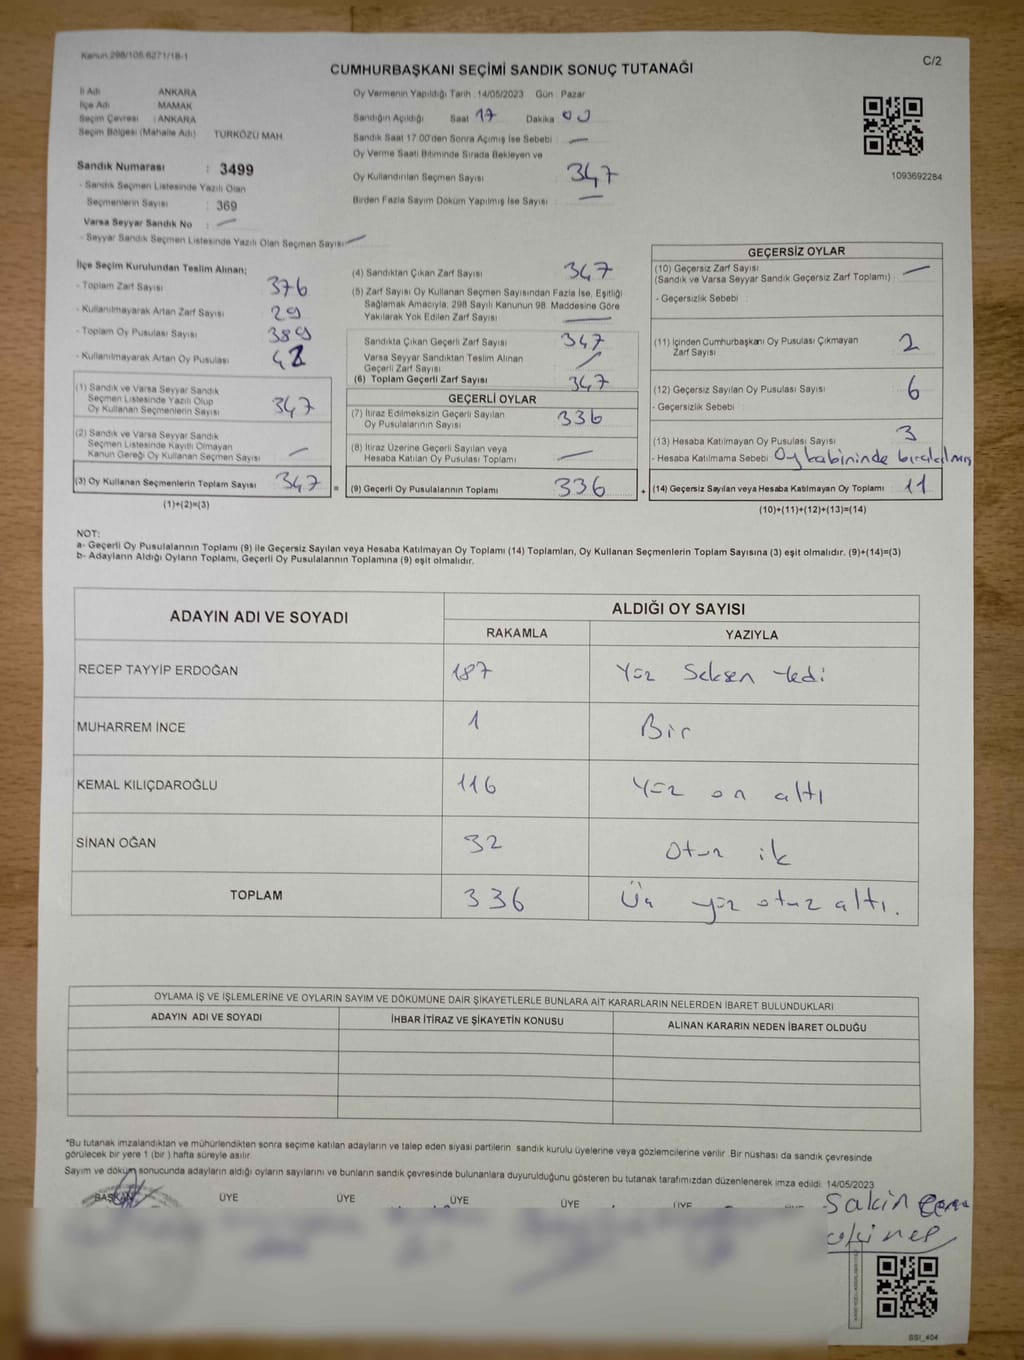 Kanun 298/105 6271/18-1
CUMHURBAŞKANI SEÇİMİ SANDIK SONUÇ TUTANAĞI
C/2
İl Adı ANKARA
İlçe Adı MAMAK
Seçim Çevresi : ANKARA
Seçim Bölgesi (Mahalle Adı) TÜRKÖZÜ MAH
Sandık Numarası : 3499
- Sandık Seçmen Listesinde Yazılı Olan
Seçmenlerin Sayısı : 369
Varsa Seyyar Sandık No : —
- Seyyar Sandık Seçmen Listesinde Yazılı Olan Seçmen Sayısı —
Oy Vermenin Yapıldığı Tarih : 14/05/2023 Gün : Pazar
Sandığın Açıldığı Saat 17 Dakika 00
Sandık Saat 17:00'den Sonra Açılmış İse Sebebi : —
Oy Verme Saati Bitiminde Sırada Bekleyen ve
Oy Kullandırılan Seçmen Sayısı 347
Birden Fazla Sayım Döküm Yapılmış İse Sayısı : —
1093692284
İlçe Seçim Kurulundan Teslim Alınan;
- Toplam Zarf Sayısı 376
- Kullanılmayarak Artan Zarf Sayısı 29
- Toplam Oy Pusulası Sayısı 389
- Kullanılmayarak Artan Oy Pusulası 42
(1) Sandık ve Varsa Seyyar Sandık
Seçmen Listesinde Yazılı Olup
Oy Kullanan Seçmenlerin Sayısı 347
(2) Sandık ve Varsa Seyyar Sandık
Seçmen Listesinde Kayıtlı Olmayan
Kanun Gereği Oy Kullanan Seçmen Sayısı —
(3) Oy Kullanan Seçmenlerin Toplam Sayısı 347 =
(1)+(2)=(3)
(4) Sandıktan Çıkan Zarf Sayısı 347
(5) Zarf Sayısı Oy Kullanan Seçmen Sayısından Fazla İse, Eşitliği
Sağlamak Amacıyla, 298 Sayılı Kanunun 98. Maddesine Göre
Yakılarak Yok Edilen Zarf Sayısı —
Sandıkta Çıkan Geçerli Zarf Sayısı 347
Varsa Seyyar Sandıktan Teslim Alınan
Geçerli Zarf Sayısı —
(6) Toplam Geçerli Zarf Sayısı 347
GEÇERLİ OYLAR
(7) İtiraz Edilmeksizin Geçerli Sayılan
Oy Pusulalarının Sayısı 336
(8) İtiraz Üzerine Geçerli Sayılan veya
Hesaba Katılan Oy Pusulası Toplamı —
(9) Geçerli Oy Pusulalarının Toplamı 336 +
GEÇERSİZ OYLAR
(10) Geçersiz Zarf Sayısı —
(Sandık ve Varsa Seyyar Sandık Geçersiz Zarf Toplamı) :
- Geçersizlik Sebebi :
(11) İçinden Cumhurbaşkanı Oy Pusulası Çıkmayan
Zarf Sayısı 2
(12) Geçersiz Sayılan Oy Pusulası Sayısı 6
- Geçersizlik Sebebi :
(13) Hesaba Katılmayan Oy Pusulası Sayısı 3
- Hesaba Katılmama Sebebi Oy kabininde bırakılmış
(14) Geçersiz Sayılan veya Hesaba Katılmayan Oy Toplamı : 11
(10)+(11)+(12)+(13)=(14)
NOT:
a- Geçerli Oy Pusulalarının Toplamı (9) ile Geçersiz Sayılan veya Hesaba Katılmayan Oy Toplamı (14) Toplamları, Oy Kullanan Seçmenlerin Toplam Sayısına (3) eşit olmalıdır. (9)+(14)=(3)
b- Adayların Aldığı Oyların Toplamı, Geçerli Oy Pusulalarının Toplamına (9) eşit olmalıdır.
ADAYIN ADI VE SOYADI ALDIĞI OY SAYISI
RAKAMLA YAZIYLA
RECEP TAYYİP ERDOĞAN 187 Yüz Seksen Yedi
MUHARREM İNCE 1 Bir
KEMAL KILIÇDAROĞLU 116 Yüz on altı
SİNAN OĞAN 32 Otuz ik
TOPLAM 336 Üç yüz otuz altı.
OYLAMA İŞ VE İŞLEMLERİNE VE OYLARIN SAYIM VE DÖKÜMÜNE DAİR ŞİKAYETLERLE BUNLARA AİT KARARLARIN NELERDEN İBARET BULUNDUKLARI
ADAYIN ADI VE SOYADI İHBAR İTİRAZ VE ŞİKAYETİN KONUSU ALINAN KARARIN NEDEN İBARET OLDUĞU
*Bu tutanak imzalandıktan ve mühürlendikten sonra seçime katılan adayların ve talep eden siyasi partilerin sandık kurulu üyelerine veya gözlemcilerine verilir. Bir nüshası da sandık çevresinde
görülecek bir yere 1 (bir ) hafta süreyle asılır.
Sayım ve döküm sonucunda adayların aldığı oyların sayılarını ve bunların sandık çevresinde bulunanlara duyurulduğunu gösteren bu tutanak tarafımızdan düzenlenerek imza edildi. 14/05/2023
BAŞKAN ÜYE ÜYE ÜYE ÜYE ÜYE
Sakin
SSI_404